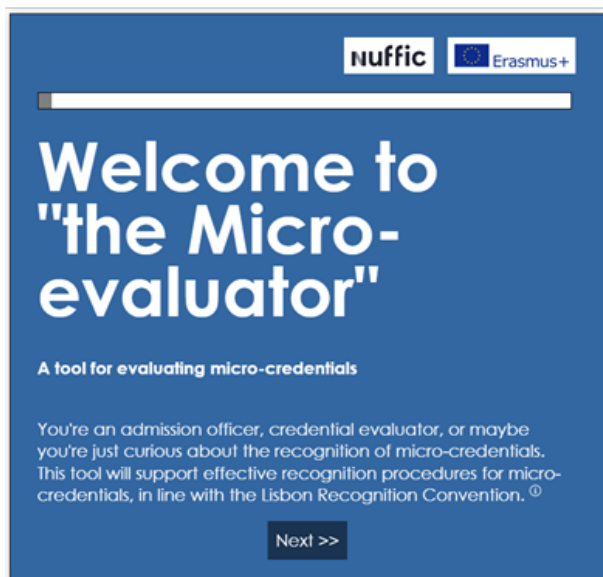 Nuffic
Erasmus+
Welcome to
"the Micro-
evaluator"
A tool for evaluating micro-credentials
You're an admission officer, credential evaluator, or maybe
you're just curious about the recognition of micro-credentials.
This tool will support effective recognition procedures for micro-
credentials, in line with the Lisbon Recognition Convention. ⓘ
Next >>